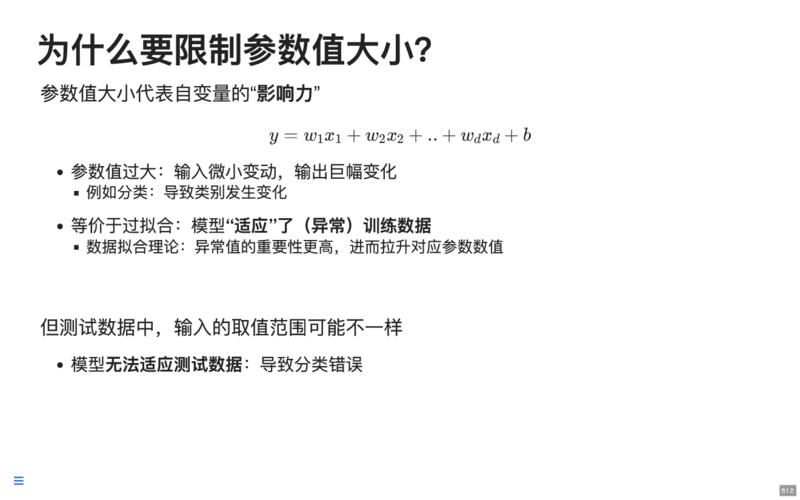 为什么要限制参数值大小？
参数值大小代表自变量的“影响力”
y = w₁x₁ + w₂x₂ + .. + w_d x_d + b
• 参数值过大：输入微小变动，输出巨幅变化
▪ 例如分类：导致类别发生变化
• 等价于过拟合：模型“适应”了（异常）训练数据
▪ 数据拟合理论：异常值的重要性更高，进而拉升对应参数数值
但测试数据中，输入的取值范围可能不一样
• 模型无法适应测试数据：导致分类错误
512